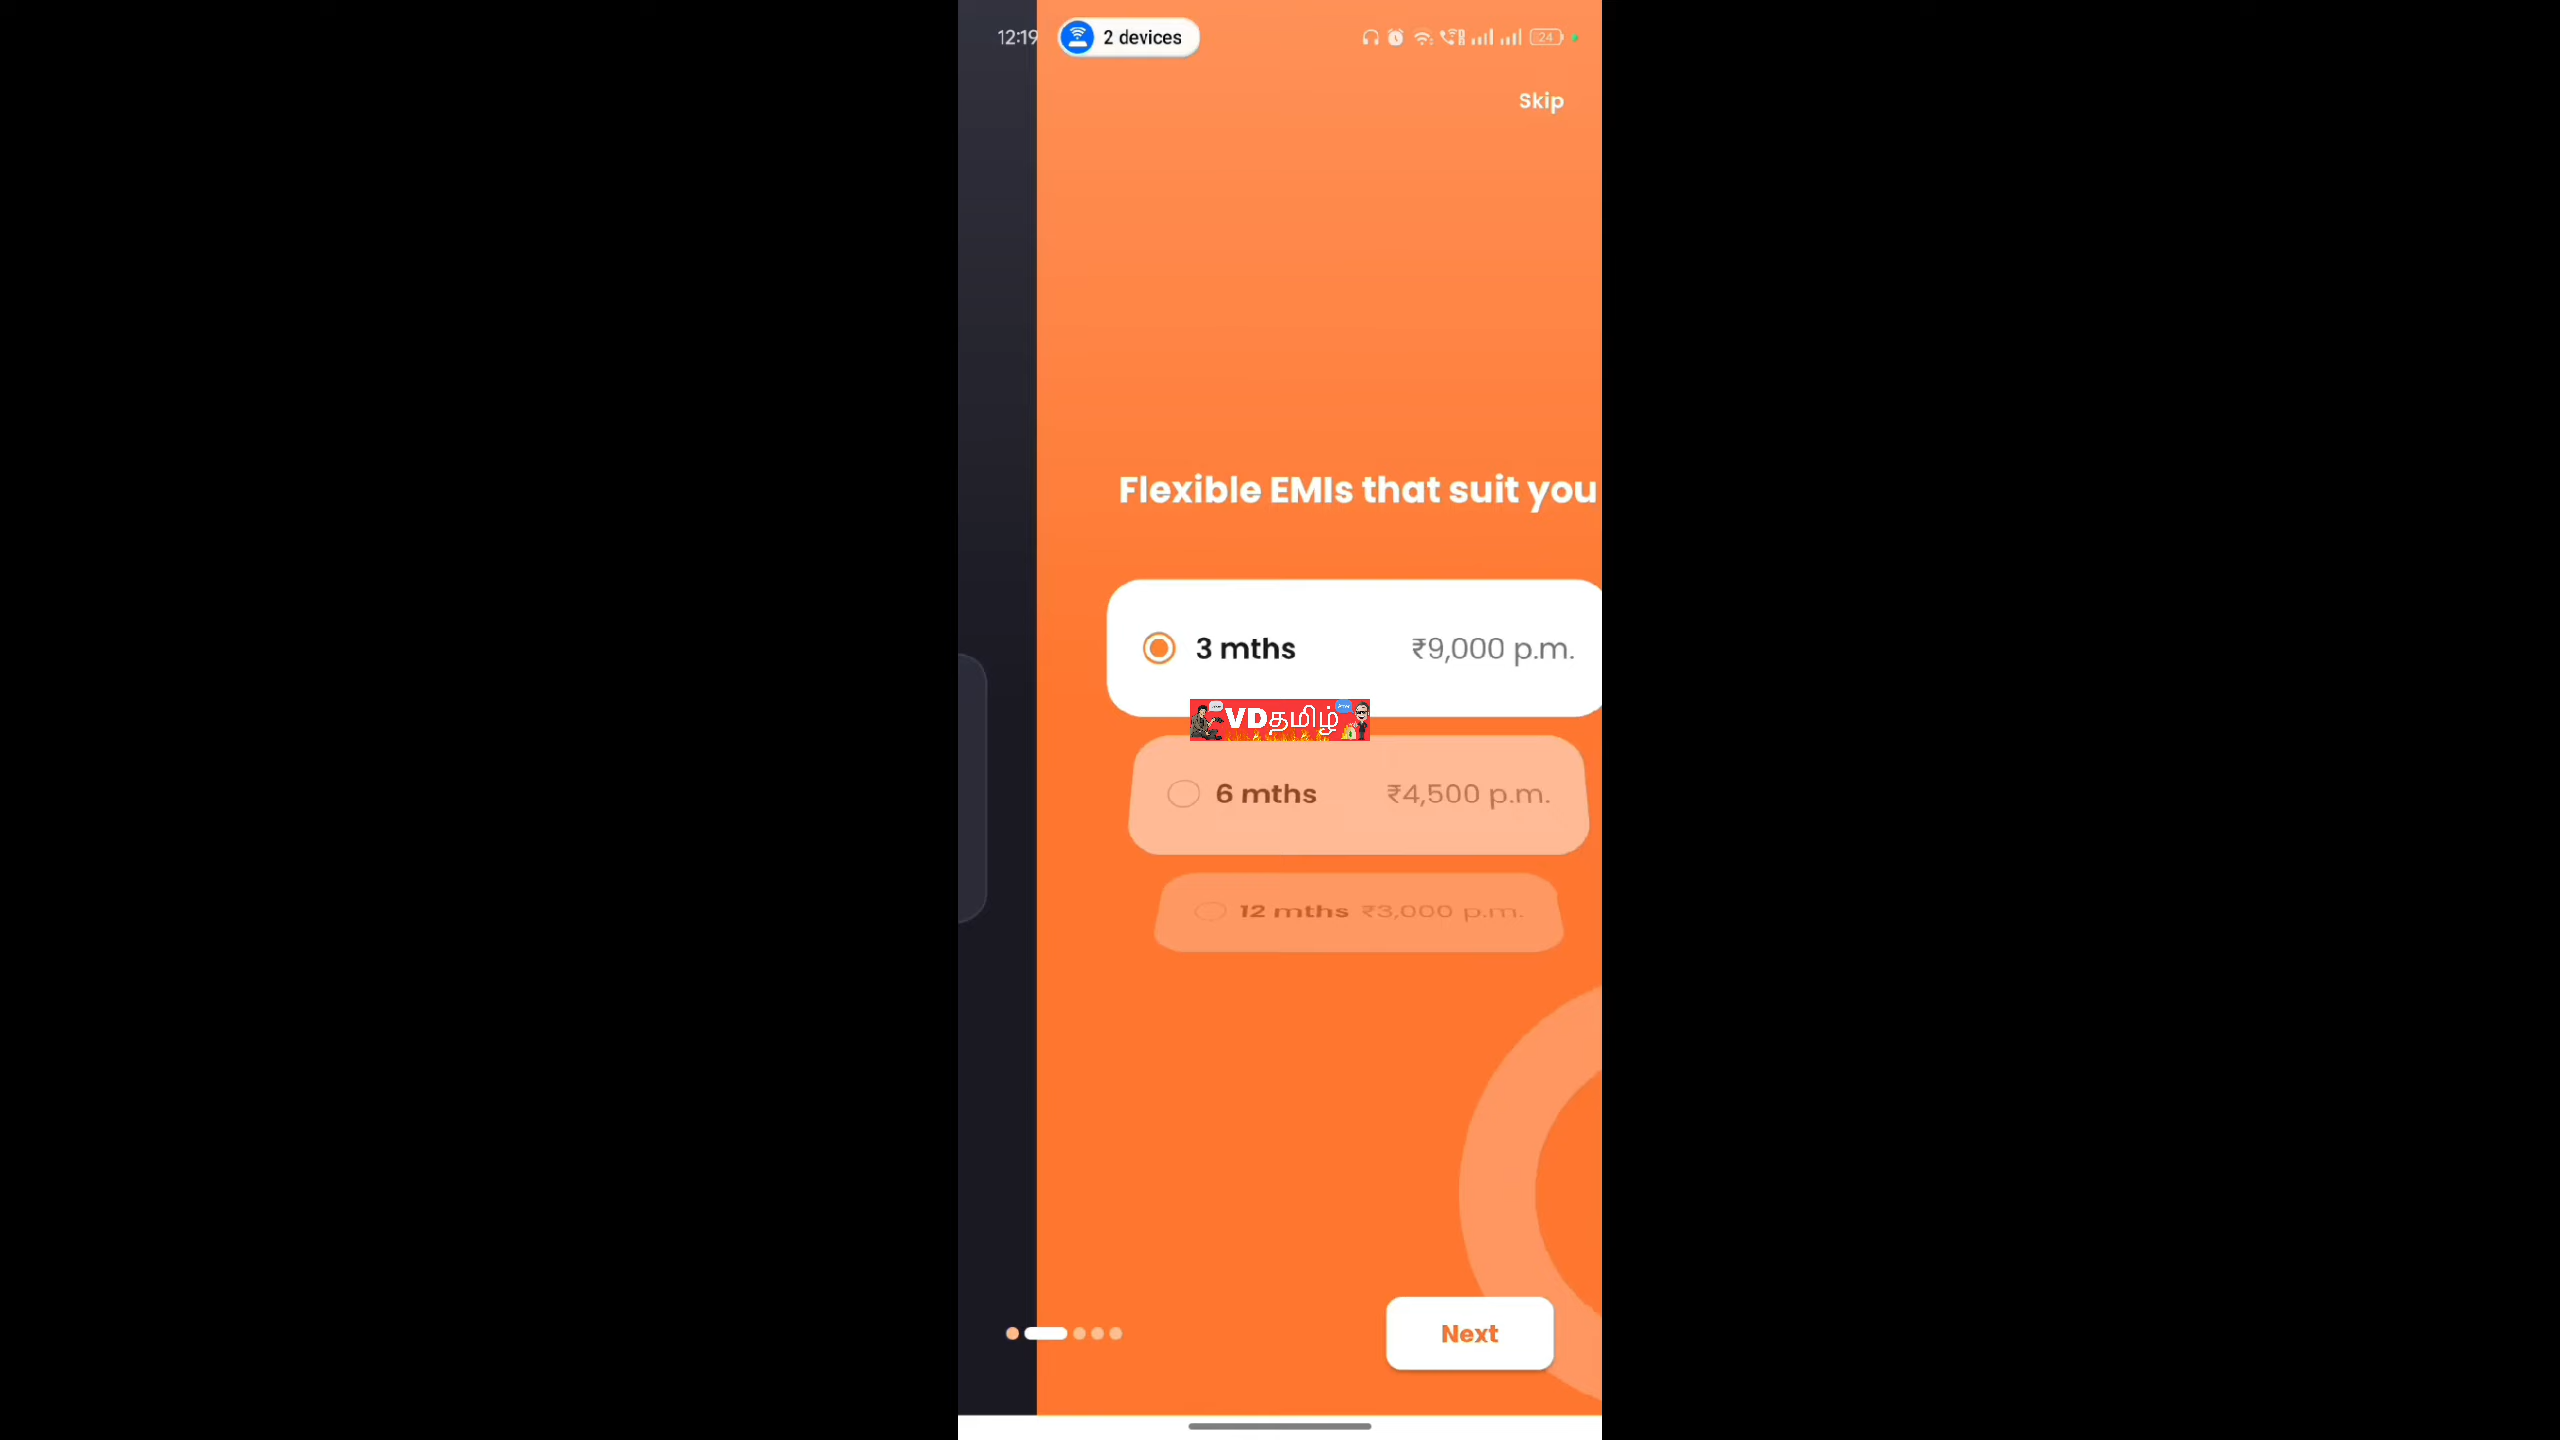 12:19
2 devices
24
Skip
Flexible EMIs that suit you
3 mths ₹9,000 p.m.
VDதமிழ்
6 mths ₹4,500 p.m.
12 mths ₹3,000 p.m.
Next